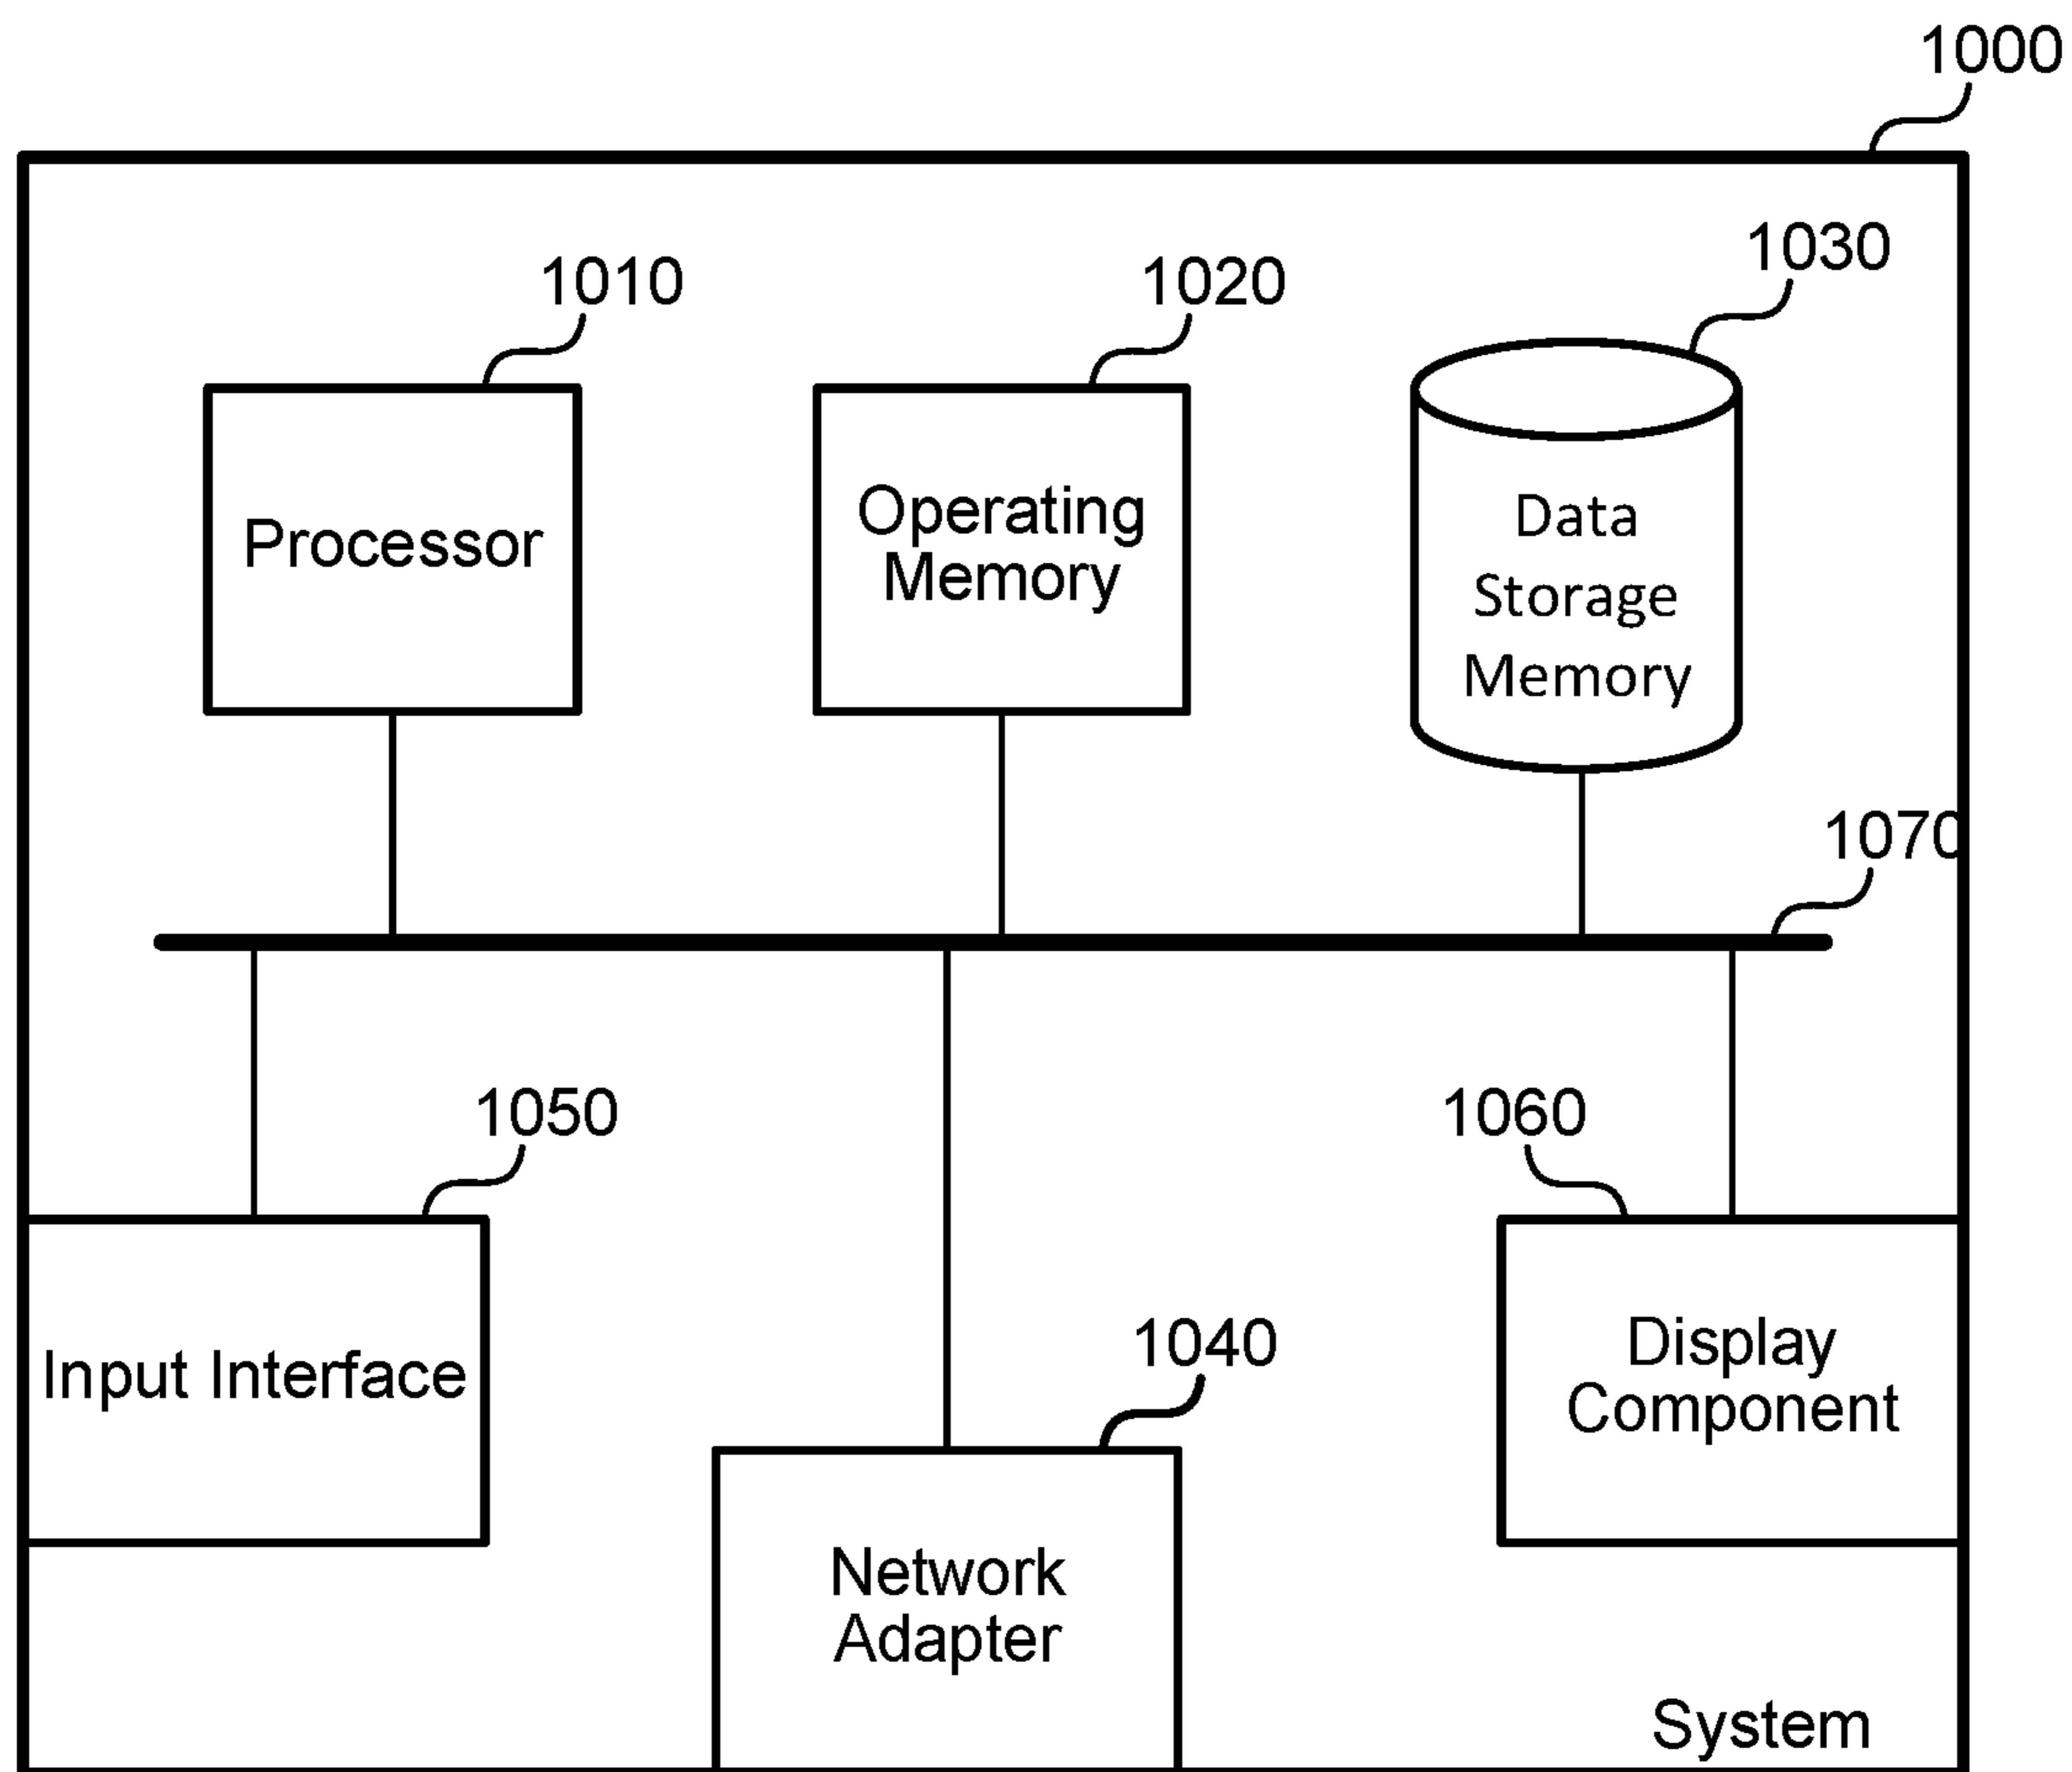 1000
1010
1020
1030
Processor
Operating
Memory
Data
Storage
Memory
1070
1050
1060
Input Interface
1040
Display
Component
Network
Adapter
System